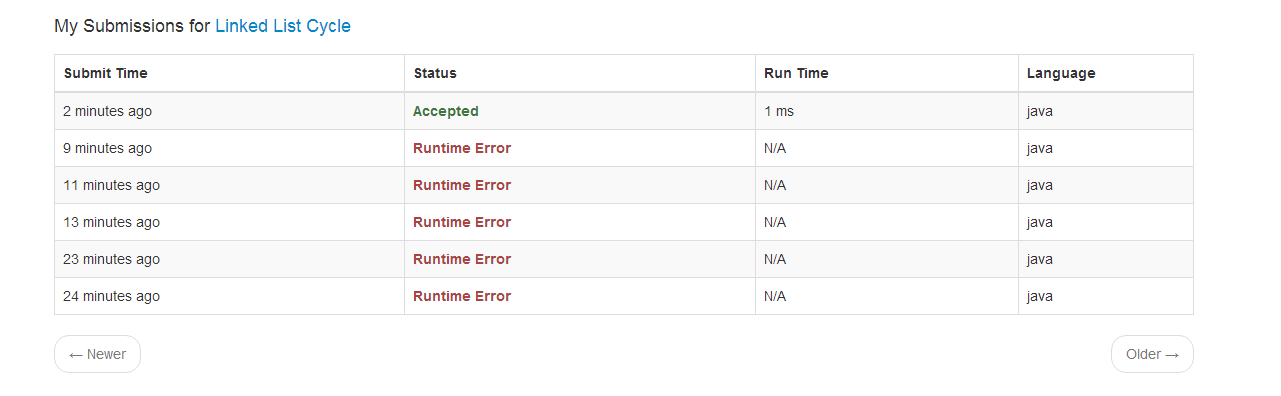 My Submissions for Linked List Cycle
Submit Time Status Run Time Language
2 minutes ago Accepted 1 ms java
9 minutes ago Runtime Error N/A java
11 minutes ago Runtime Error N/A java
13 minutes ago Runtime Error N/A java
23 minutes ago Runtime Error N/A java
24 minutes ago Runtime Error N/A java
← Newer Older →